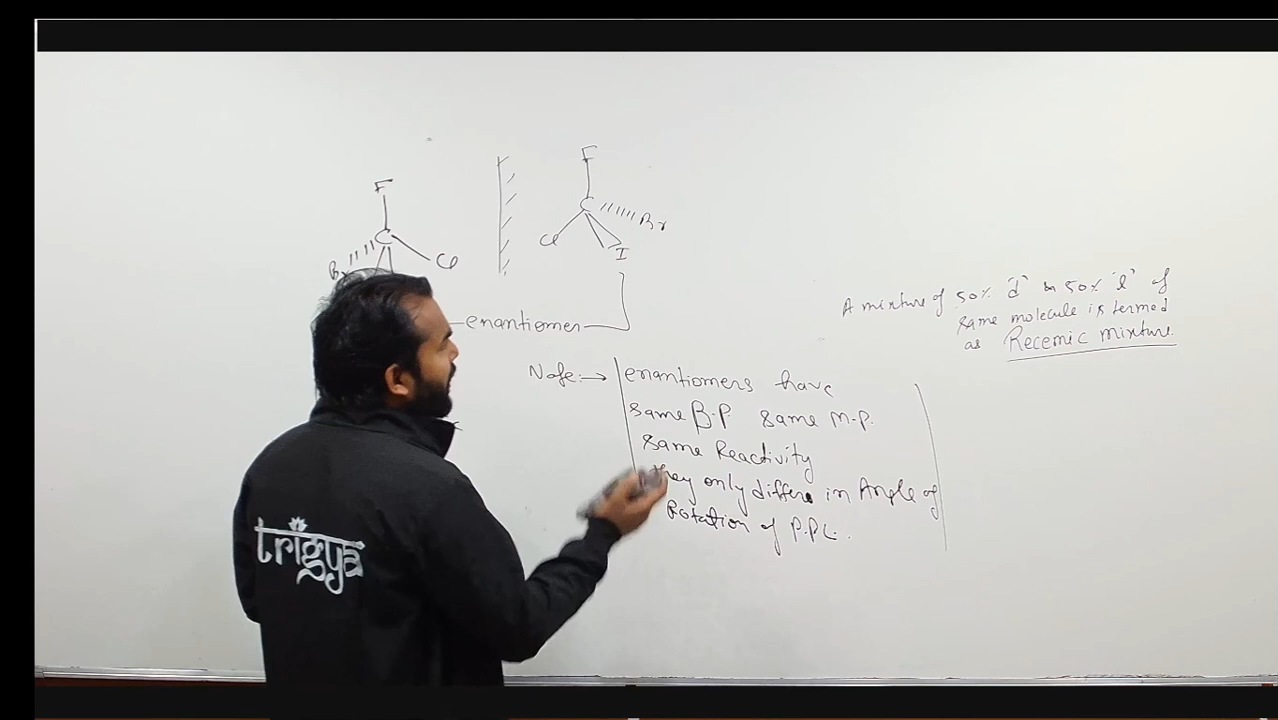 F
C
Br
Cl
F
C
Br
Cl
I
enantiomer
A mixture of 50% 'd' & 50% 'l' of
same molecule is termed
as Recemic mixture.
Note:→ enantiomers have
same B.P. same M.P.
same Reactivity
they only differ in Angle of
Rotation of P.P.L.
trigya